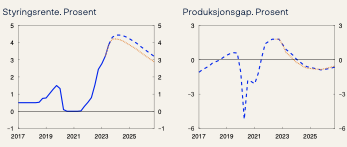 Styringsrente. Prosent
5 5
4 4
3 3
2 2
1 1
0 0
−1 −1
2017 2019 2021 2023 2025
Produksjonsgap. Prosent
3 3
0 0
-3 -3
-6 -6
2017 2019 2021 2023 2025